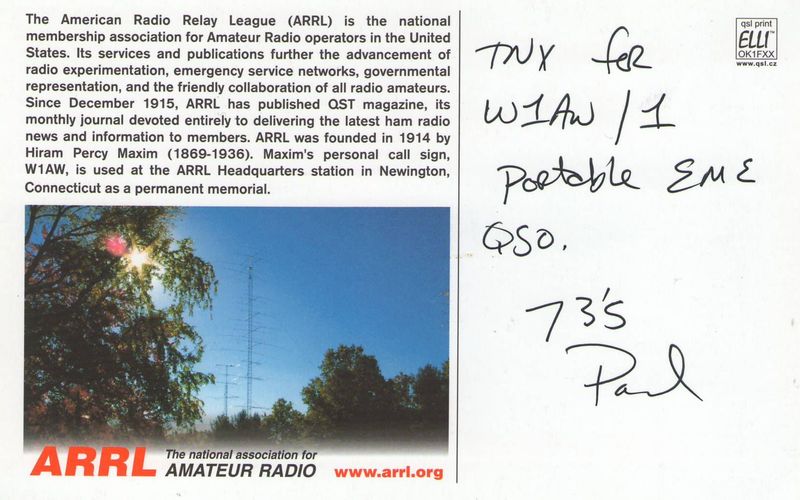 The American Radio Relay League (ARRL) is the national
membership association for Amateur Radio operators in the United
States. Its services and publications further the advancement of
radio experimentation, emergency service networks, governmental
representation, and the friendly collaboration of all radio amateurs.
Since December 1915, ARRL has published QST magazine, its
monthly journal devoted entirely to delivering the latest ham radio
news and information to members. ARRL was founded in 1914 by
Hiram Percy Maxim (1869-1936). Maxim's personal call sign,
W1AW, is used at the ARRL Headquarters station in Newington,
Connecticut as a permanent memorial.
ARRL
The national association for
AMATEUR RADIO
www.arrl.org
TNX for
W1AW / 1
Portable EME
QSO.
73's
Paul
qsl print
ELLI™
OK1FXX
www.qsl.cz